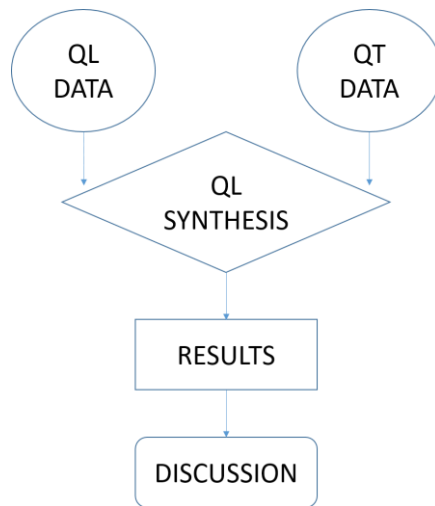 QL
DATA
QT
DATA
QL
SYNTHESIS
RESULTS
DISCUSSION